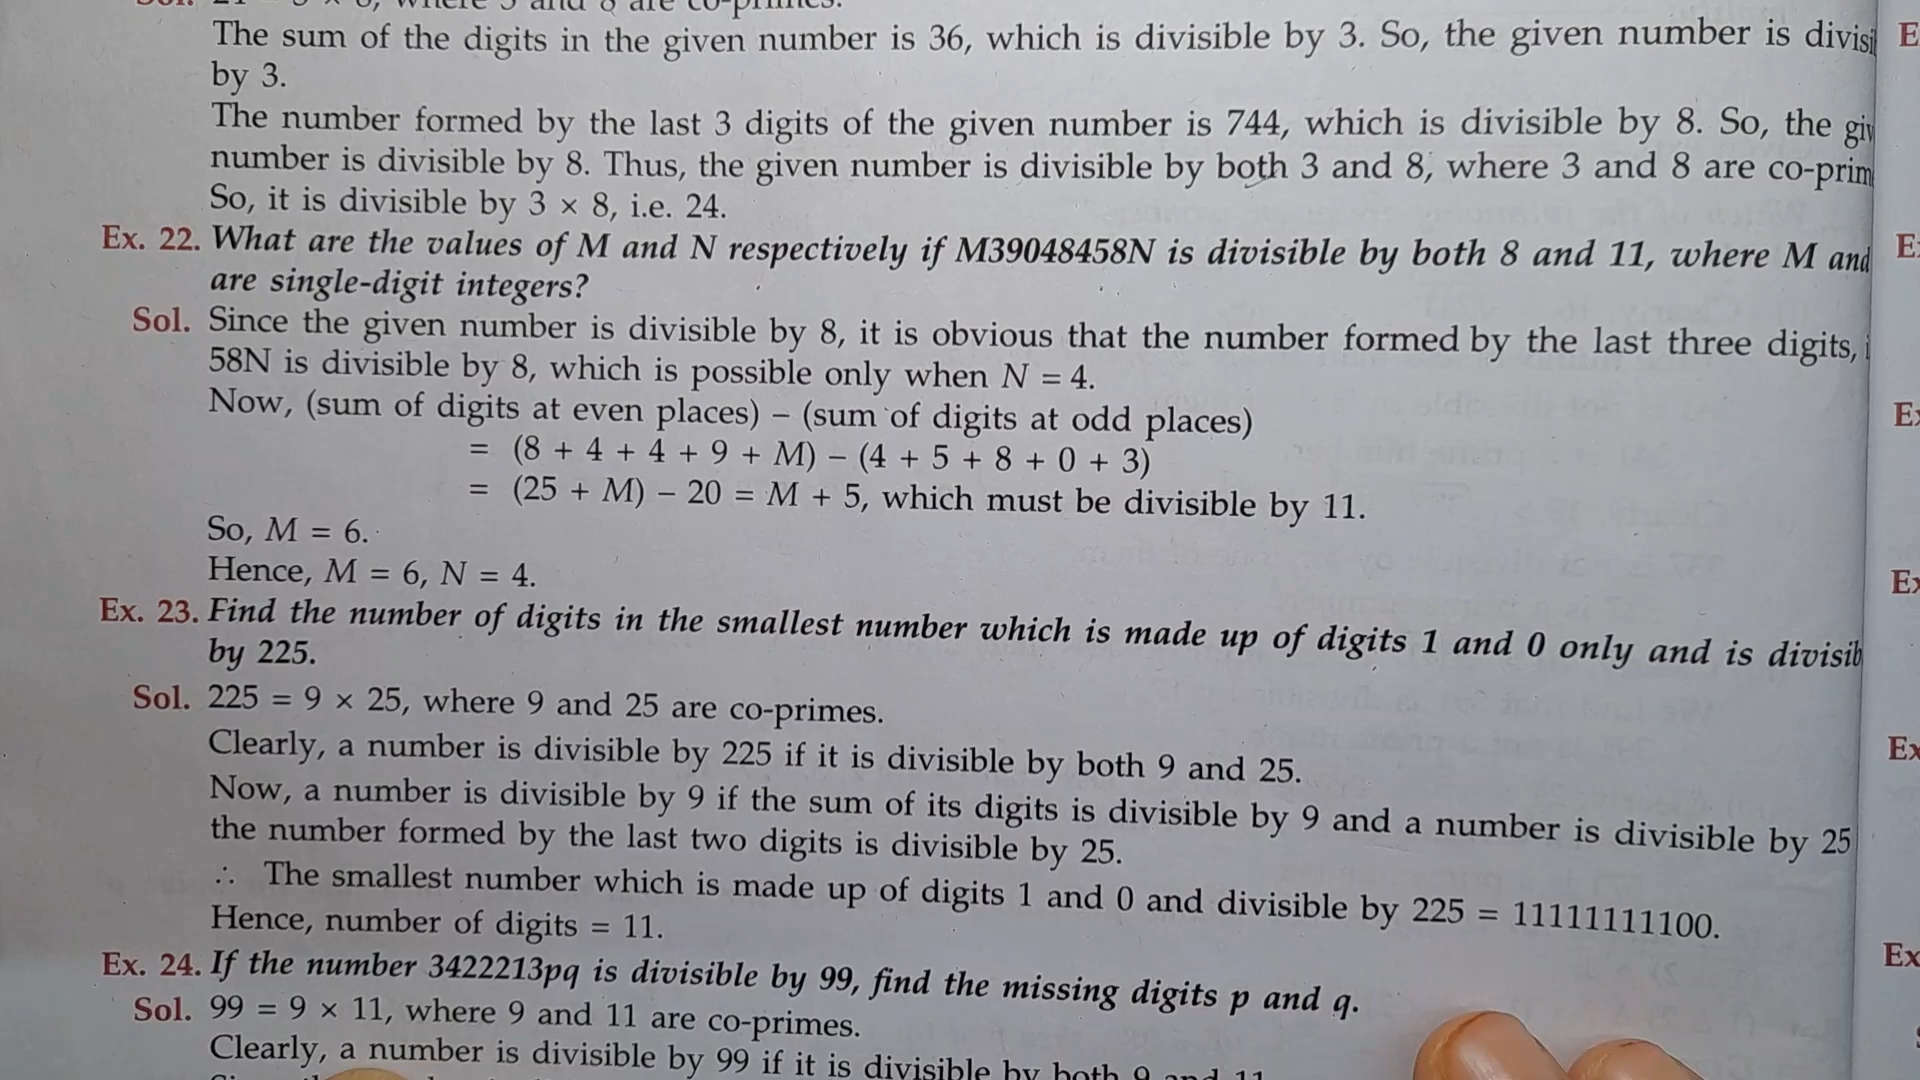 The sum of the digits in the given number is 36, which is divisible by 3. So, the given number is
by 3.
The number formed by the last 3 digits of the given number is 744, which is divisible by 8. So, the
number is divisible by 8. Thus, the given number is divisible by both 3 and 8, where 3 and 8 are
So, it is divisible by 3 × 8, i.e. 24.
Ex. 22. What are the values of M and N respectively if M39048458N is divisible by both 8 and 11, where M and
are single-digit integers?
Sol. Since the given number is divisible by 8, it is obvious that the number formed by the last three digits,
58N is divisible by 8, which is possible only when N = 4.
Now, (sum of digits at even places) – (sum of digits at odd places)
= (8 + 4 + 4 + 9 + M) – (4 + 5 + 8 + 0 + 3)
= (25 + M) – 20 = M + 5, which must be divisible by 11.
So, M = 6.
Hence, M = 6, N = 4.
Ex. 23. Find the number of digits in the smallest number which is made up of digits 1 and 0 only and is
by 225.
Sol. 225 = 9 × 25, where 9 and 25 are co-primes.
Clearly, a number is divisible by 225 if it is divisible by both 9 and 25.
Now, a number is divisible by 9 if the sum of its digits is divisible by 9 and a number is divisible by 25
the number formed by the last two digits is divisible by 25.
∴ The smallest number which is made up of digits 1 and 0 and divisible by 225 = 11111111100.
Hence, number of digits = 11.
Ex. 24. If the number 3422213pq is divisible by 99, find the missing digits p and q.
Sol. 99 = 9 × 11, where 9 and 11 are co-primes.
Clearly, a number is divisible by 99 if it is divisible by both 9 and 11